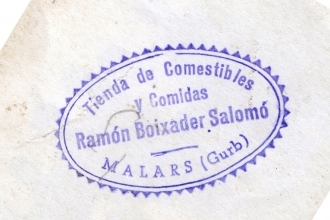 Tienda de Comestibles
y Comidas
Ramón Boixader Salomó
MALARS (Gurb)